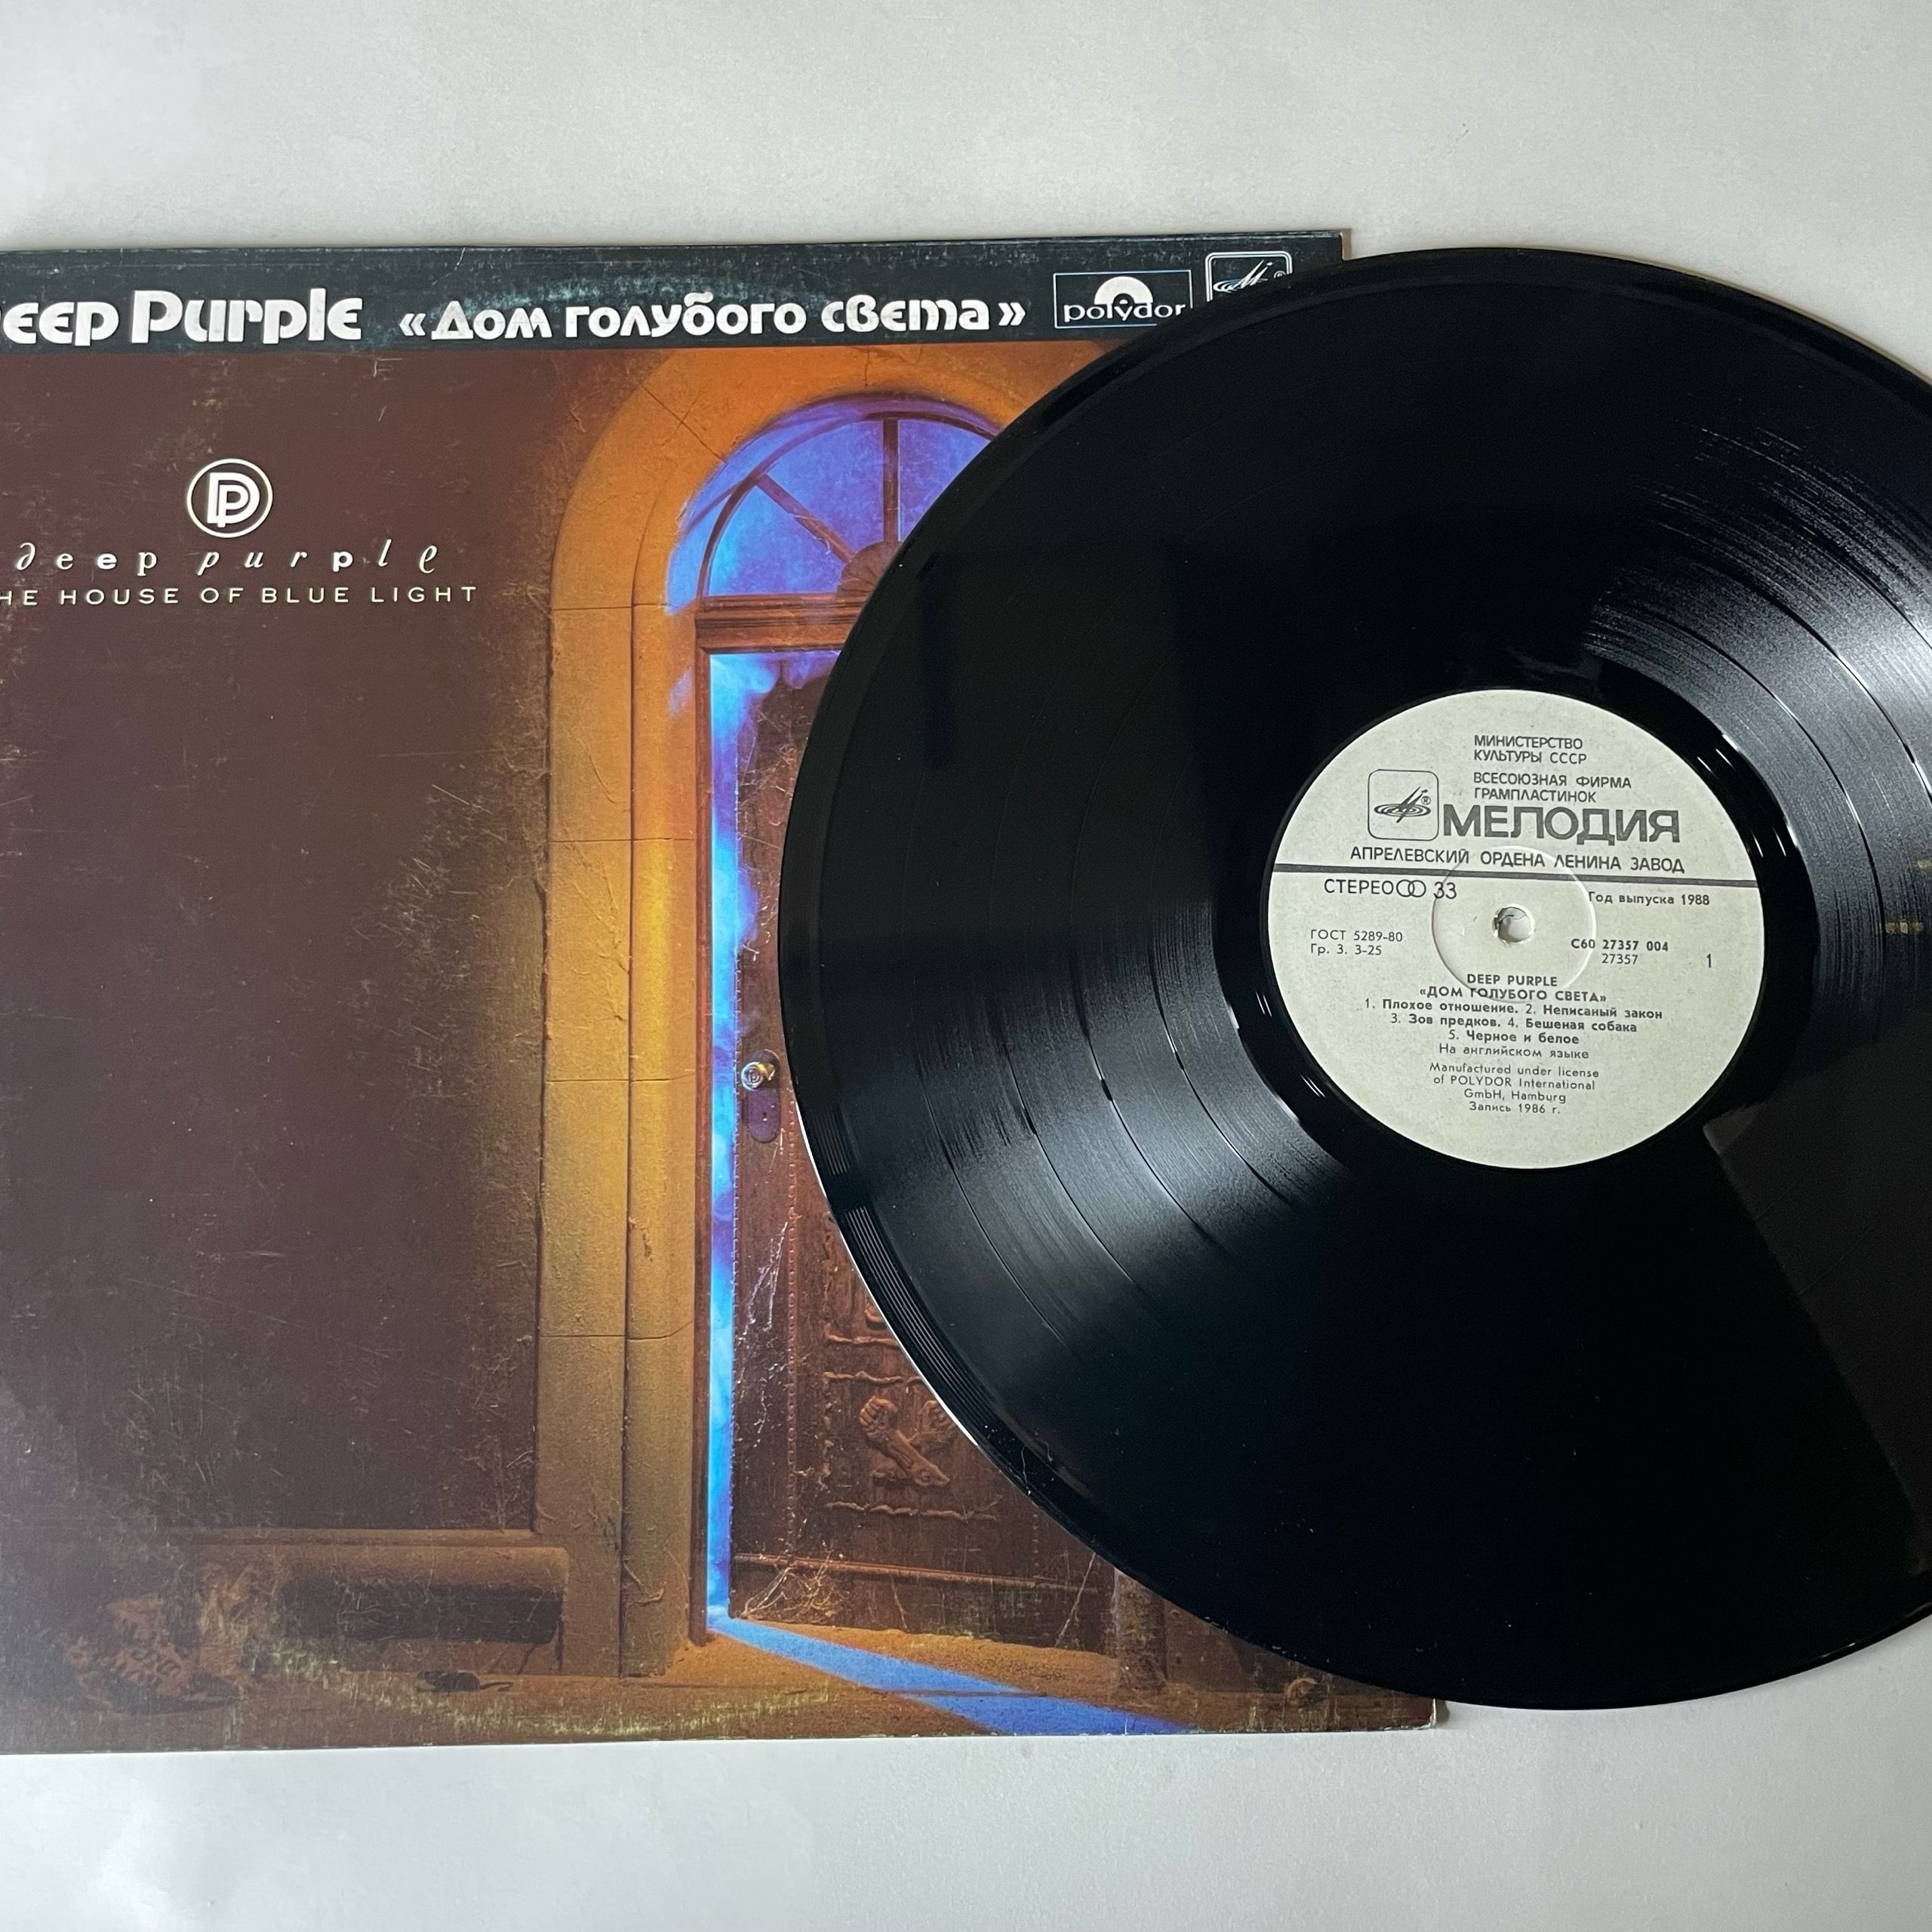 Deep Purple «Дом голубого света» polydor
deep purple
THE HOUSE OF BLUE LIGHT
МИНИСТЕРСТВО
КУЛЬТУРЫ СССР
ВСЕСОЮЗНАЯ ФИРМА
ГРАМПЛАСТИНОК
МЕЛОДИЯ
АПРЕЛЕВСКИЙ ОРДЕНА ЛЕНИНА ЗАВОД
СТЕРЕО 33
Год выпуска 1988
ГОСТ 5289-80
Гр. 3. 3-25
С60 27357 004
27357
1
DEEP PURPLE
«ДОМ ГОЛУБОГО СВЕТА»
1. Плохое отношение. 2. Неписаный закон
3. Зов предков. 4. Бешеная собака
5. Черное и белое
На английском языке
Manufactured under license
of POLYDOR International
GmbH, Hamburg
Запись 1986 г.